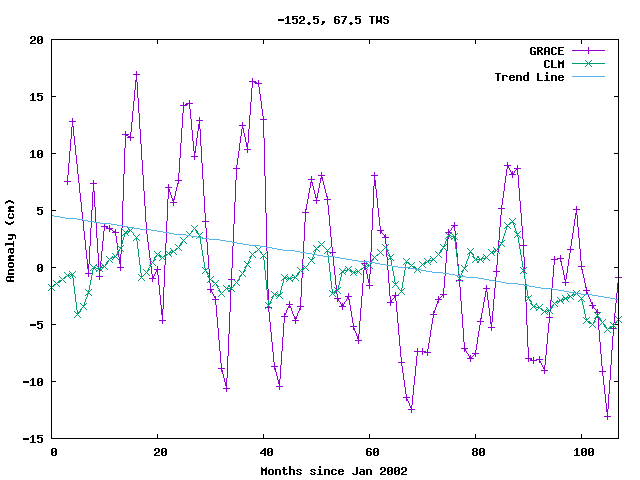 -152.5, 67.5 TWS
GRACE
CLM
Trend Line
20
15
10
5
0
-5
-10
-15
Anomaly (cm)
0 20 40 60 80 100
Months since Jan 2002